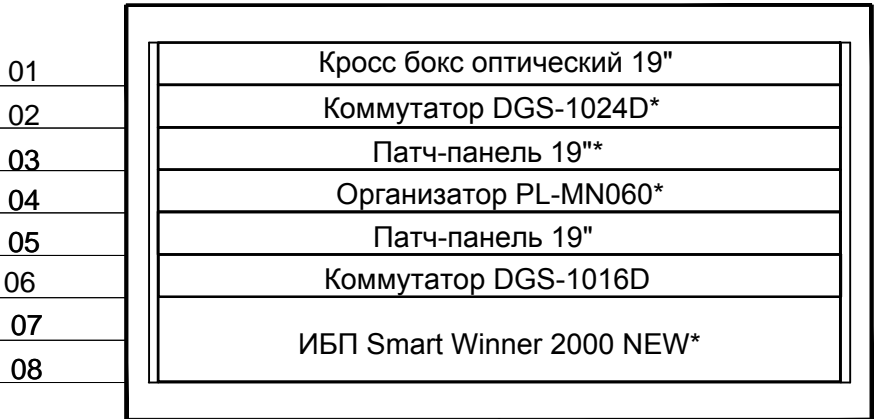 01 Кросс бокс оптический 19"
02 Коммутатор DGS-1024D*
03 Патч-панель 19"*
04 Организатор PL-MN060*
05 Патч-панель 19"
06 Коммутатор DGS-1016D
07
ИБП Smart Winner 2000 NEW*
08